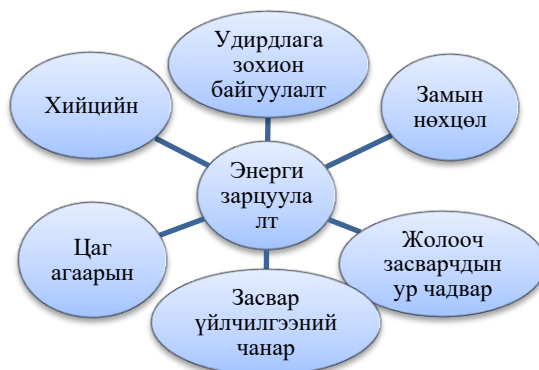 Удирдлага
зохион
байгуулалт
Хийцийн
Замын
нөхцөл
Энерги
зарцуула
лт
Цаг
агаарын
Жолооч
засварчдын
ур чадвар
Засвар
үйлчилгээний
чанар